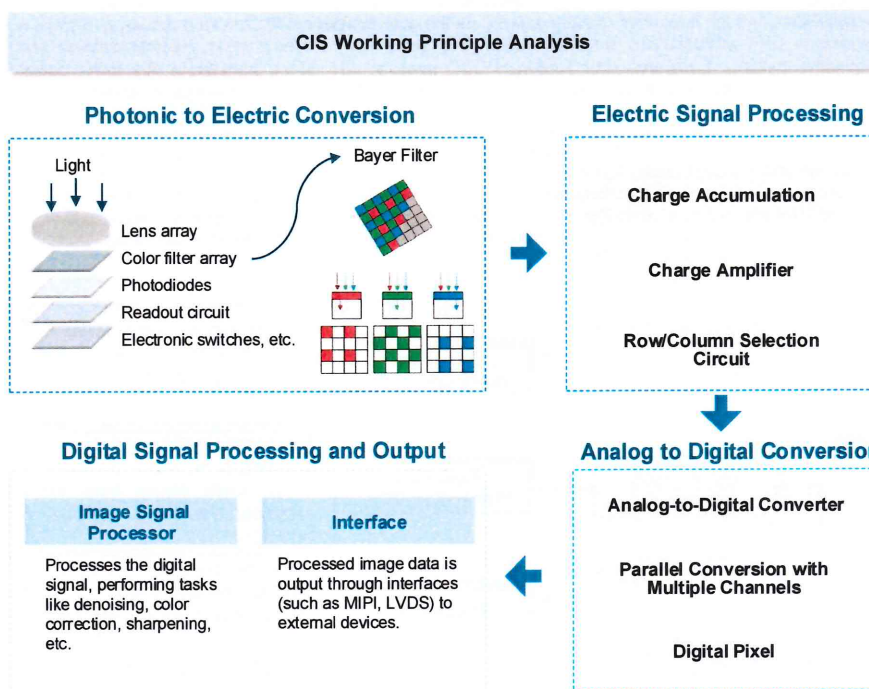 CIS Working Principle Analysis
Photonic to Electric Conversion
Light
Lens array
Color filter array
Photodiodes
Readout circuit
Electronic switches, etc.
Bayer Filter
Electric Signal Processing
Charge Accumulation
Charge Amplifier
Row/Column Selection
Circuit
Analog to Digital Conversion
Analog-to-Digital Converter
Parallel Conversion with
Multiple Channels
Digital Pixel
Digital Signal Processing and Output
Image Signal
Processor
Processes the digital
signal, performing tasks
like denoising, color
correction, sharpening,
etc.
Interface
Processed image data is
output through interfaces
(such as MIPI, LVDS) to
external devices.